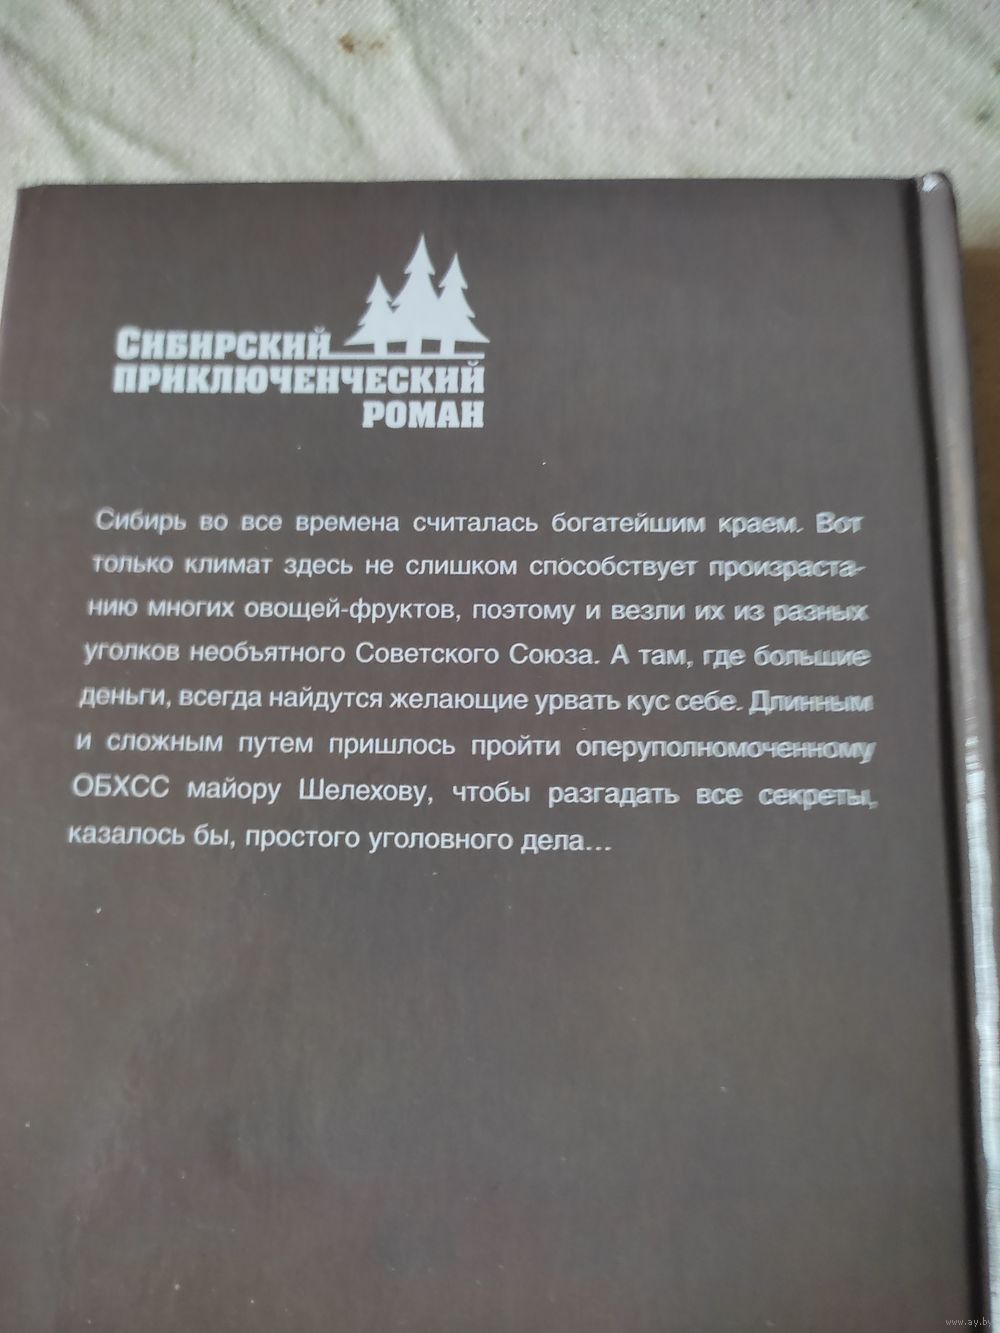 Сибирский
приключенческий
роман
Сибирь во все времена считалась богатейшим краем. Вот
только климат здесь не слишком способствует произраста-
нию многих овощей-фруктов, поэтому и везли их из разных
уголков необъятного Советского Союза. А там, где большие
деньги, всегда найдутся желающие урвать кус себе. Длинным
и сложным путем пришлось пройти оперуполномоченному
ОБХСС майору Шелехову, чтобы разгадать все секреты,
казалось бы, простого уголовного дела...
www.ay.by